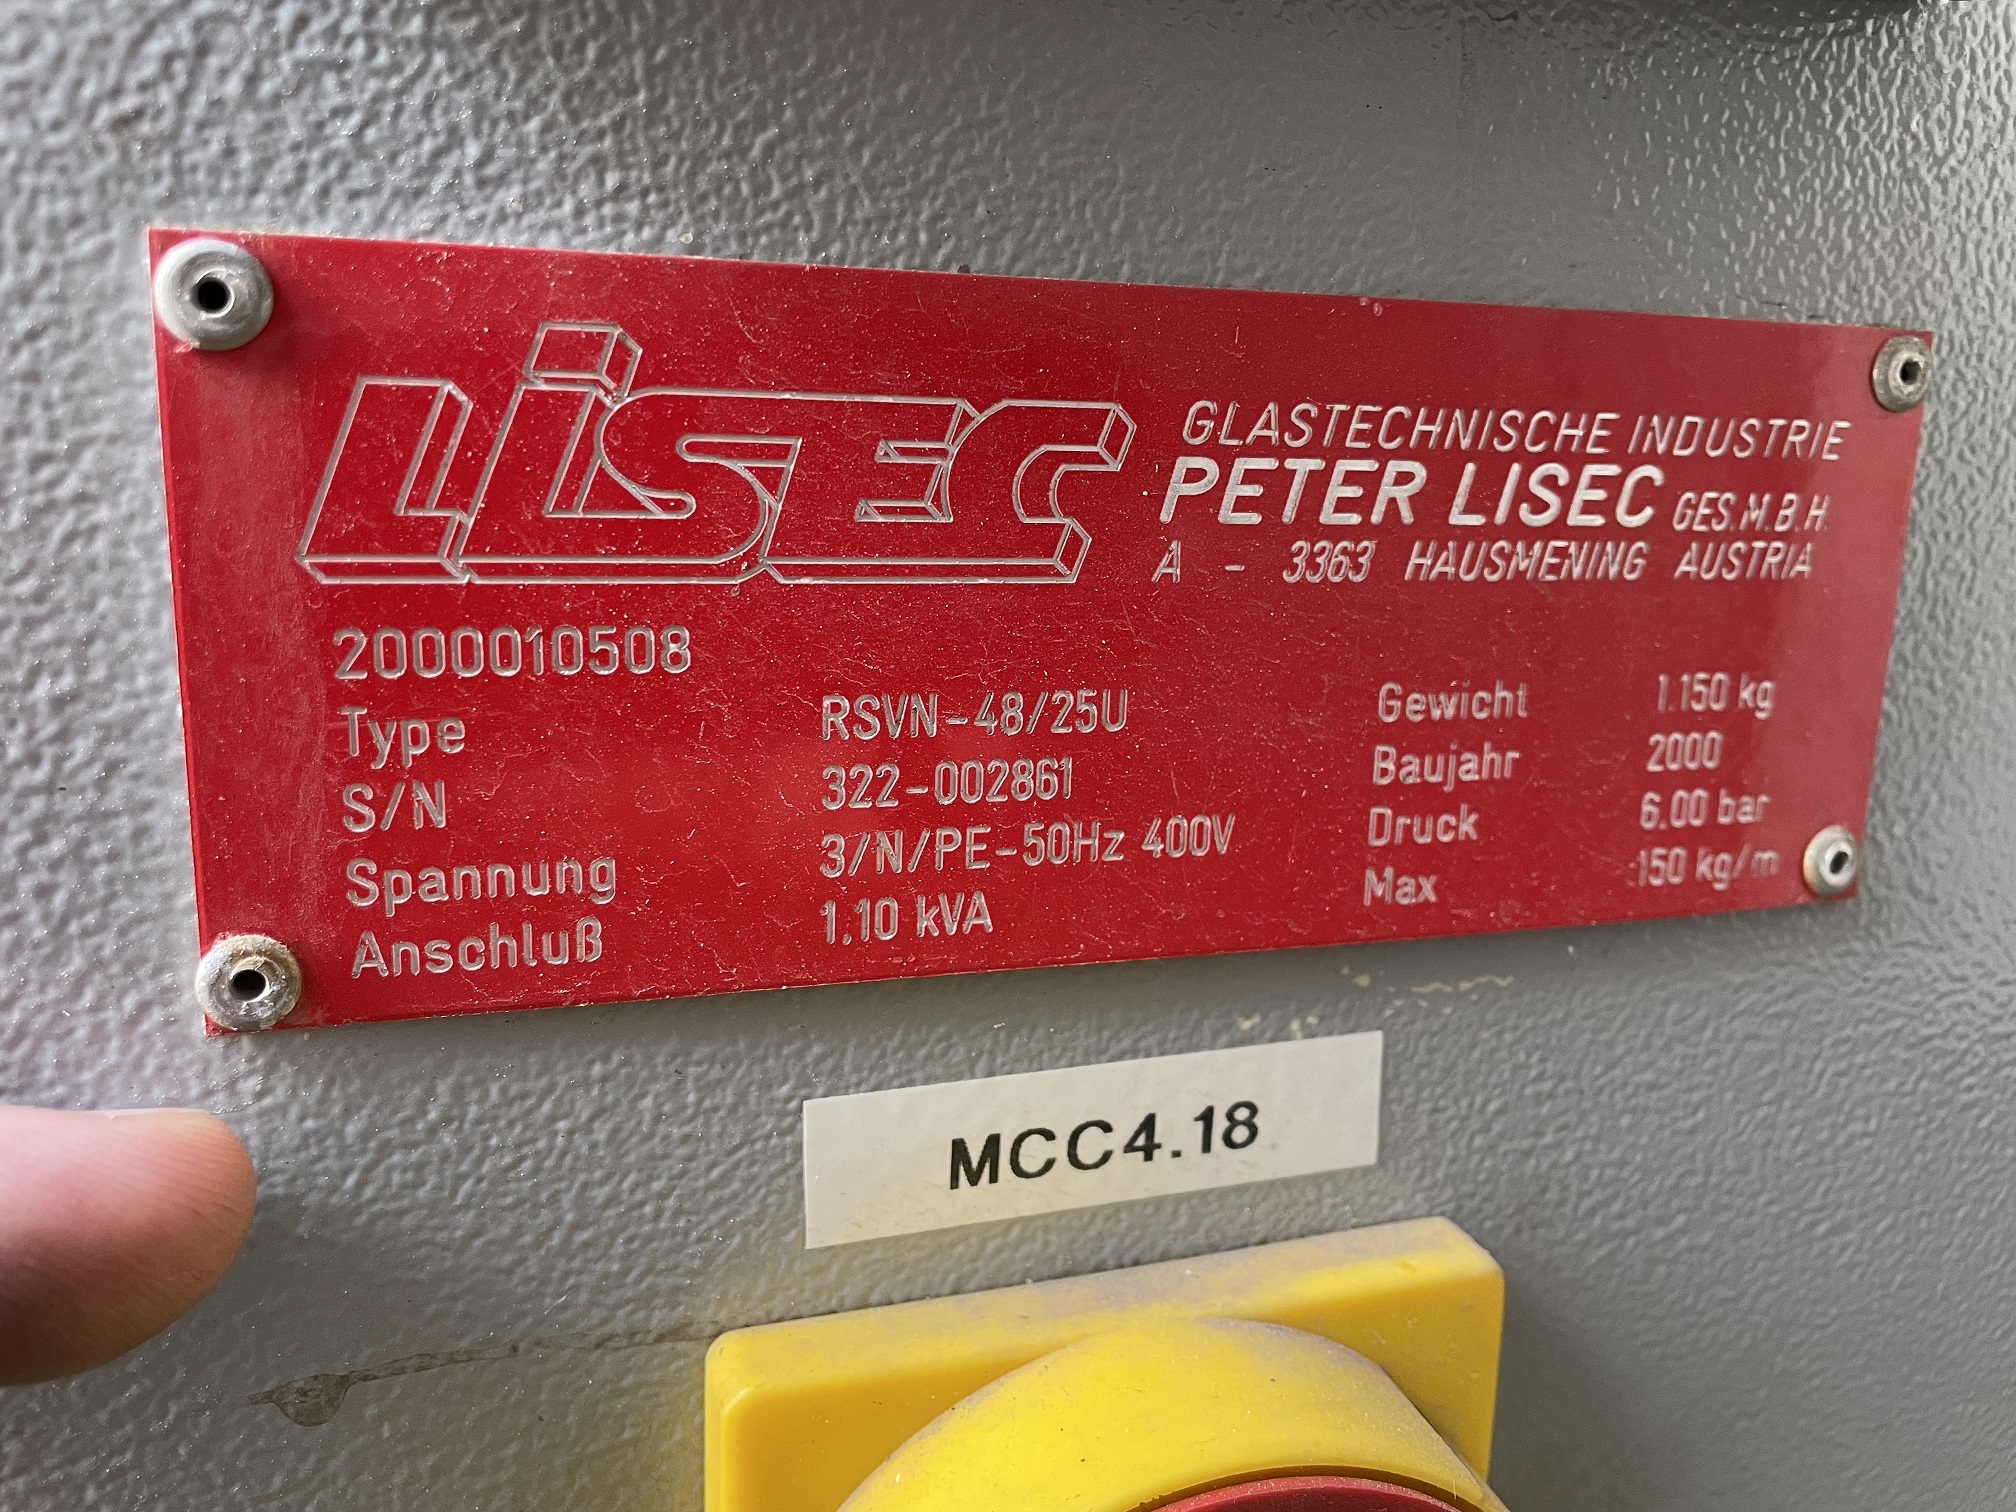 LiSEC
GLASTECHNISCHE INDUSTRIE
PETER LISEC GES.M.B.H.
A - 3363 HAUSMENING AUSTRIA
2000010508
Type RSVN-48/25U Gewicht 1.150 kg
S/N 322-002861 Baujahr 2000
Spannung 3/N/PE-50Hz 400V Druck 6.00 bar
Anschluß 1.10 kVA Max 150 kg/m
MCC4.18